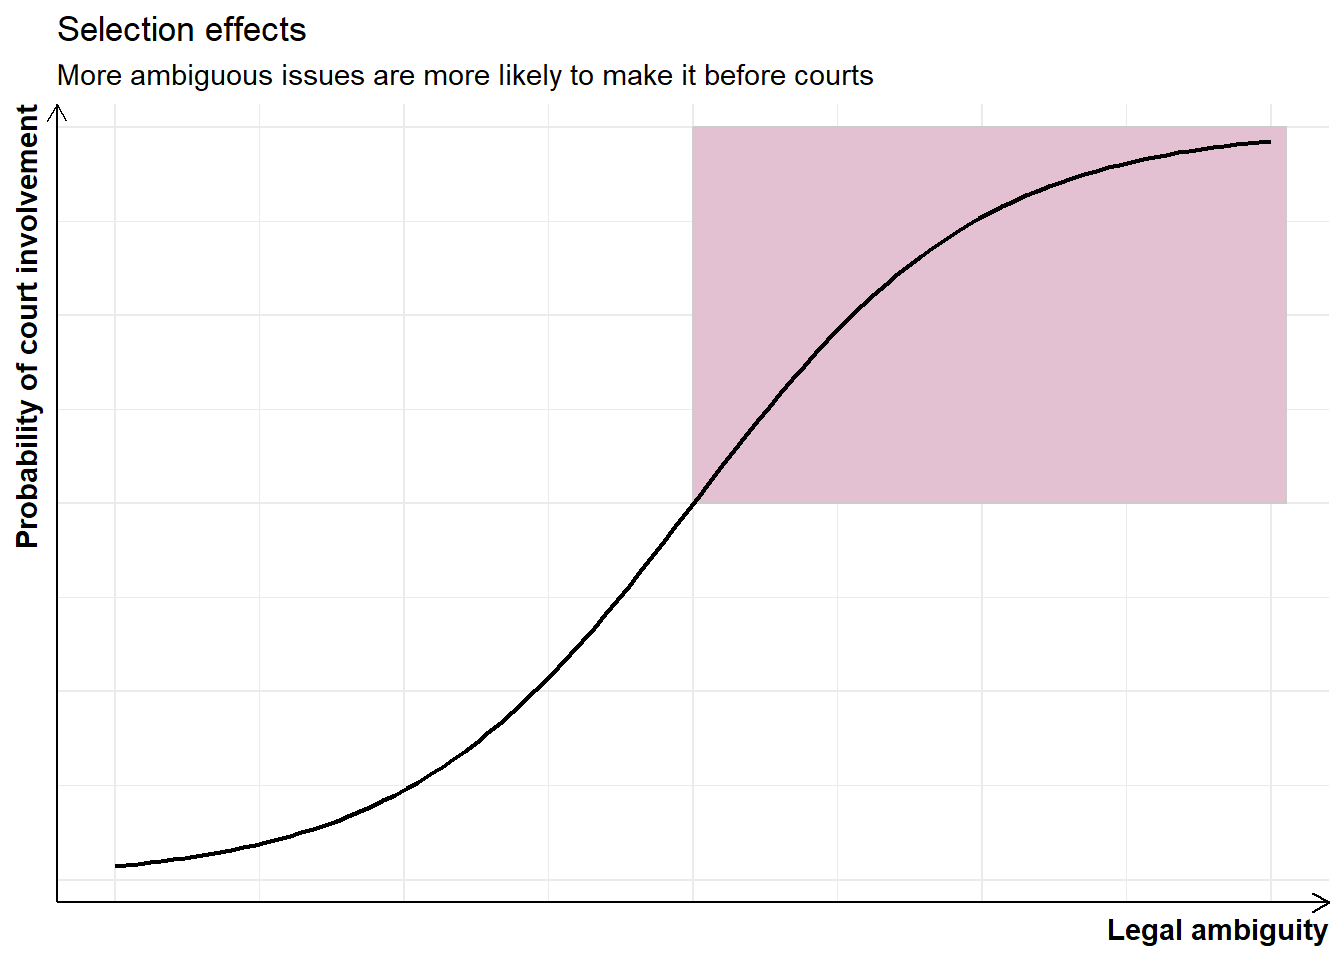 Selection effects
More ambiguous issues are more likely to make it before courts
Probability of court involvement
Legal ambiguity